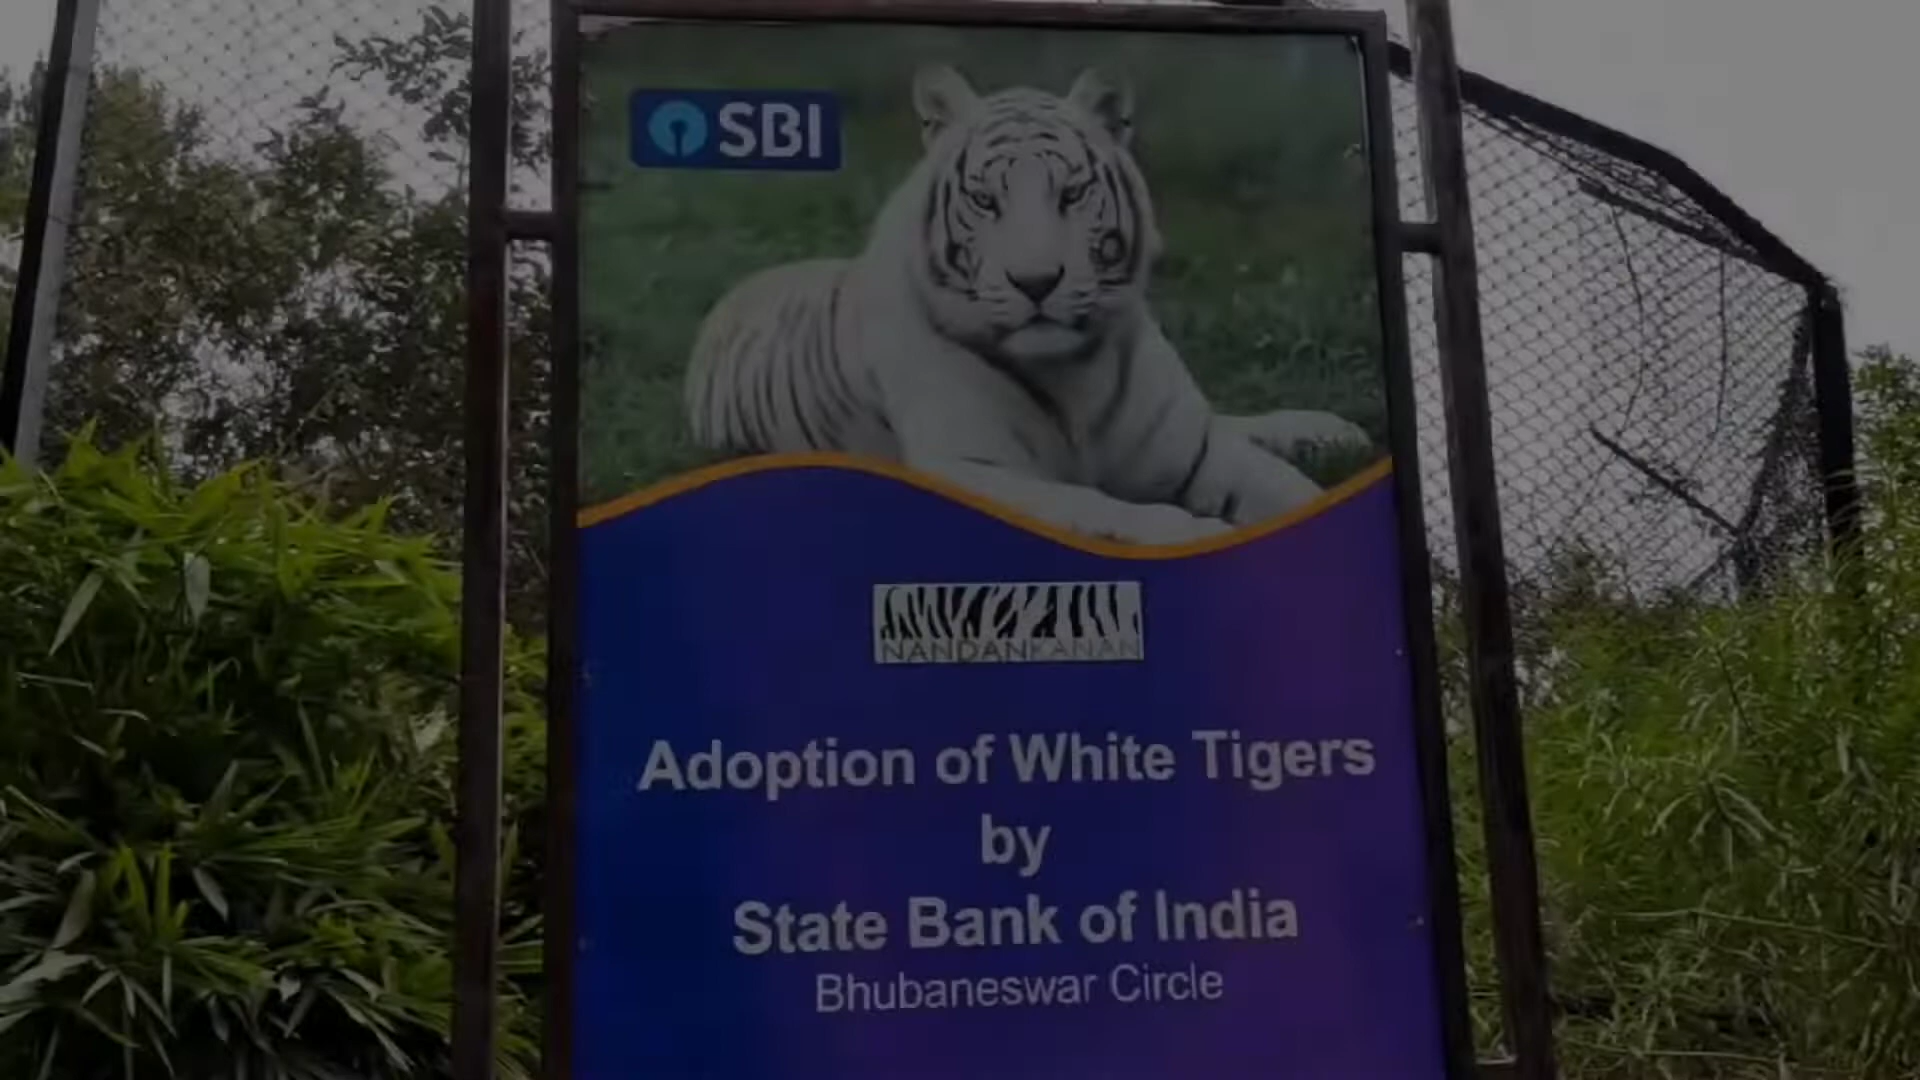 SBI
NANDANKANAN
Adoption of White Tigers
by
State Bank of India
Bhubaneswar Circle